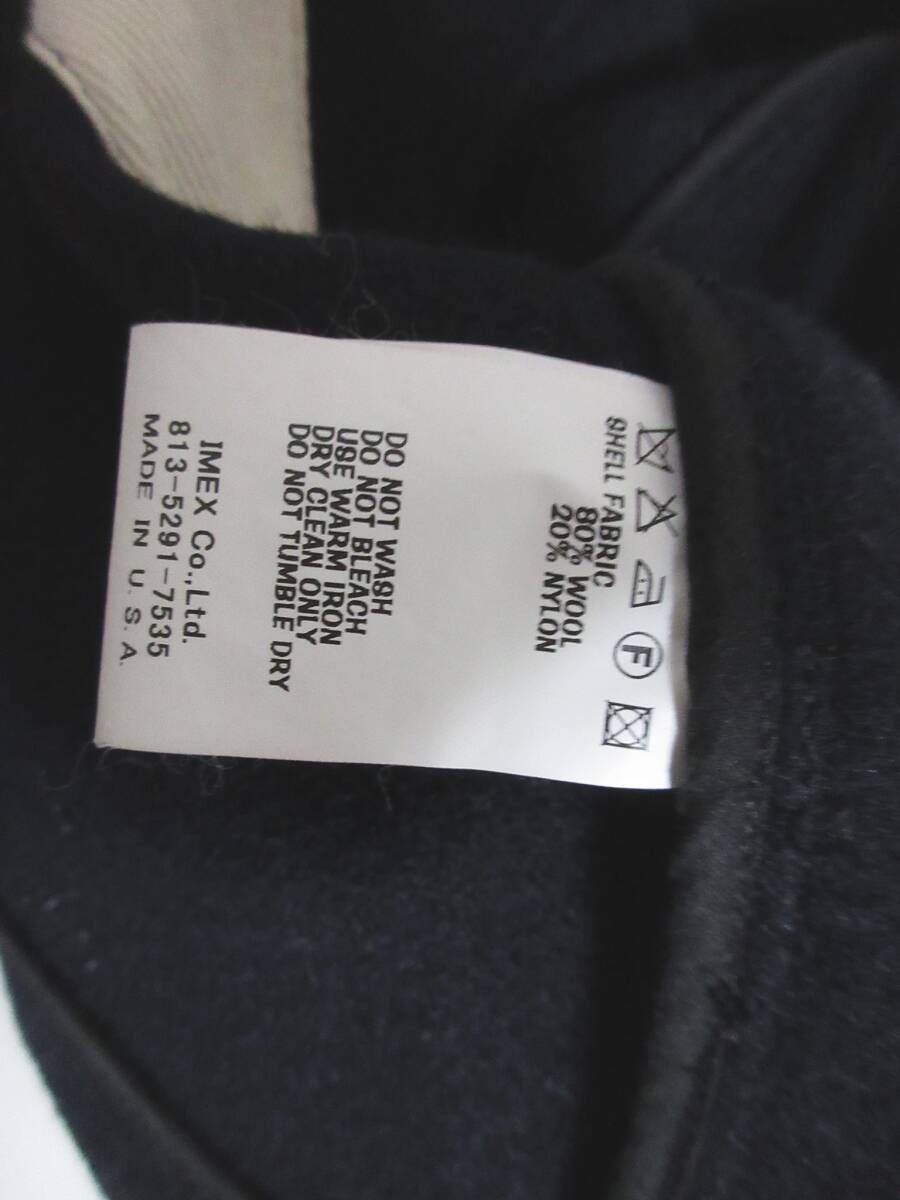 F
SHELL FABRIC
80% WOOL
20% NYLON
DO NOT WASH
DO NOT BLEACH
USE WARM IRON
DRY CLEAN ONLY
DO NOT TUMBLE DRY
IMEX Co.,Ltd.
813-5291-7535
MADE IN U.S.A.